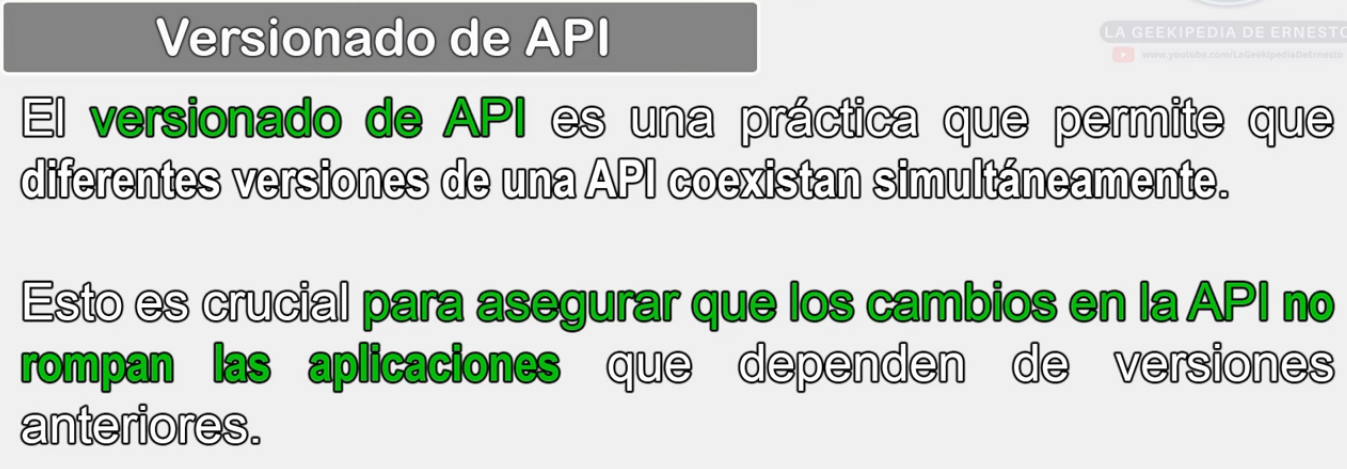 Versionado de API
LA GEEKIPEDIA DE ERNESTO
www.youtube.com/LaGeekipediaDeErnesto
El versionado de API es una práctica que permite que
diferentes versiones de una API coexistan simultáneamente.
Esto es crucial para asegurar que los cambios en la API no
rompan las aplicaciones que dependen de versiones
anteriores.